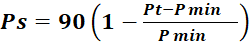 Ps = 90 (1 − (Pt−P min)/(P min))